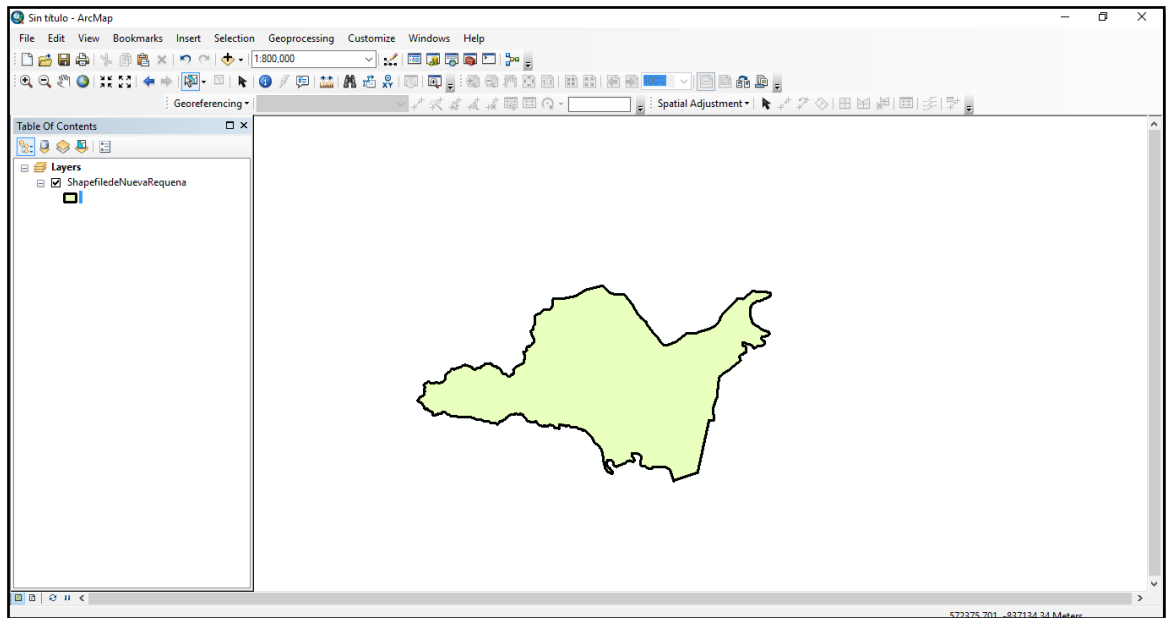 Sin título - ArcMap
File Edit View Bookmarks Insert Selection Geoprocessing Customize Windows Help
1:800,000
100%
Georeferencing
Spatial Adjustment
Table Of Contents
Layers
ShapefiledeNuevaRequena
572375.701 -837134.34 Meters